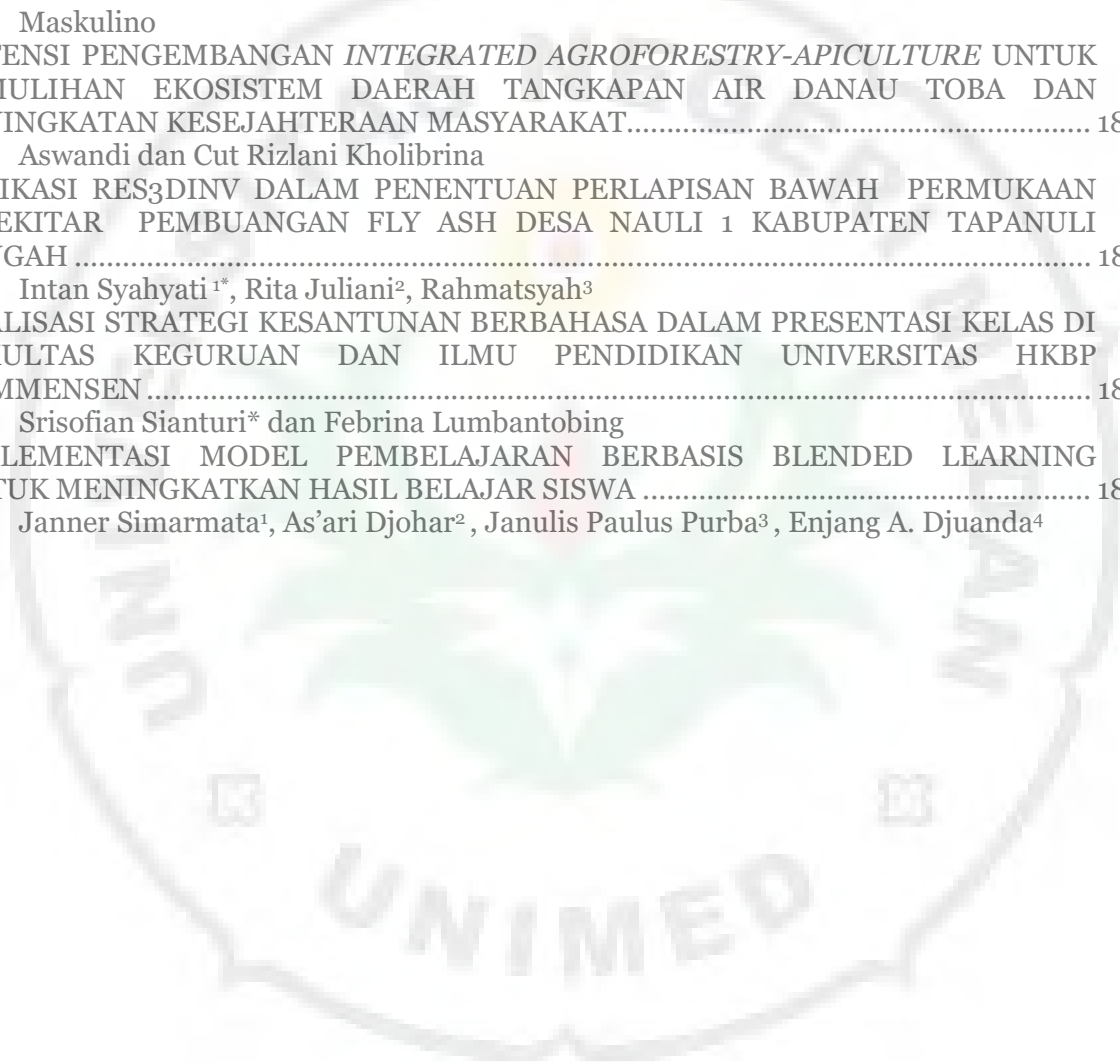 Maskulino
TENSI PENGEMBANGAN INTEGRATED AGROFORESTRY-APICULTURE UNTUK
MULIHAN EKOSISTEM DAERAH TANGKAPAN AIR DANAU TOBA DAN
NINGKATAN KESEJAHTERAAN MASYARAKAT............................................................ 18
Aswandi dan Cut Rizlani Kholibrina
IKASI RES3DINV DALAM PENENTUAN PERLAPISAN BAWAH PERMUKAAN
EKITAR PEMBUANGAN FLY ASH DESA NAULI 1 KABUPATEN TAPANULI
NGAH ................................................................................................................................. 18
Intan Syahyati¹*, Rita Juliani², Rahmatsyah³
ALISASI STRATEGI KESANTUNAN BERBAHASA DALAM PRESENTASI KELAS DI
KULTAS KEGURUAN DAN ILMU PENDIDIKAN UNIVERSITAS HKBP
MMENSEN ........................................................................................................................ 18
Srisofian Sianturi* dan Febrina Lumbantobing
LEMENTASI MODEL PEMBELAJARAN BERBASIS BLENDED LEARNING
TUK MENINGKATKAN HASIL BELAJAR SISWA ......................................................... 18
Janner Simarmata¹, As’ari Djohar² , Janulis Paulus Purba³ , Enjang A. Djuanda⁴
UNIMED